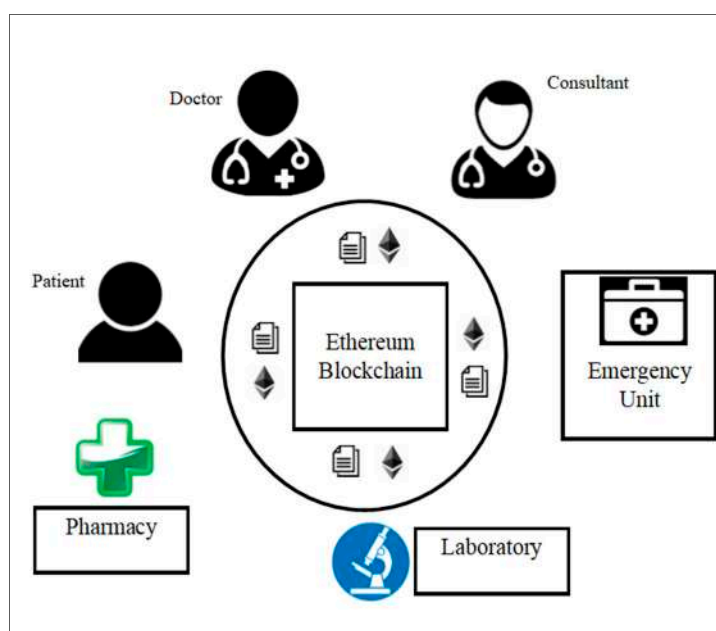 Doctor
Consultant
Patient
Ethereum
Blockchain
Emergency
Unit
Pharmacy
Laboratory